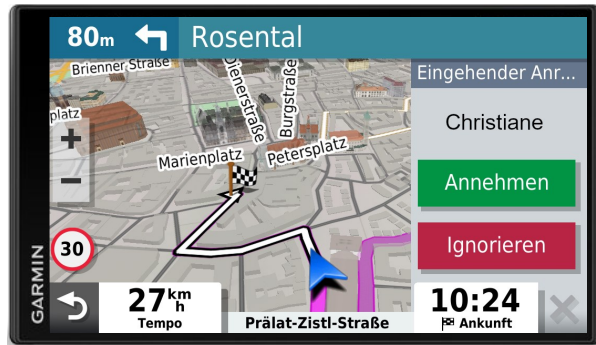 80m Rosental
Brienner Straße
Dienerstraße
Burgstraße
platz
+
Marienplatz
Petersplatz
−
30
GARMIN
27 km/h
Tempo
Prälat-Zistl-Straße
10:24
Ankunft
Eingehender Anr...
Christiane
Annehmen
Ignorieren